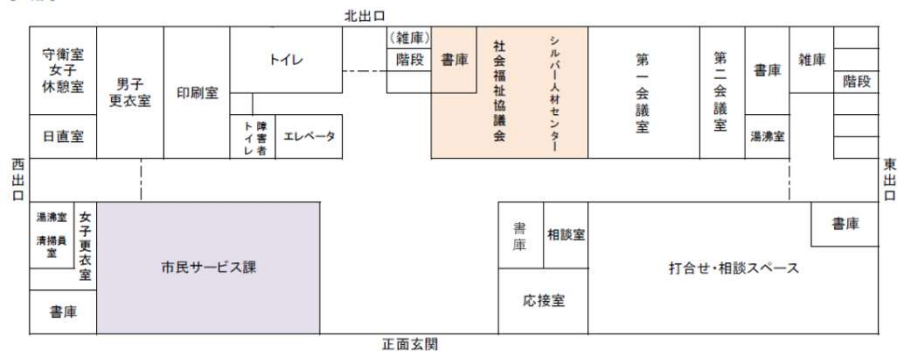 北出口
守衛室
女子
休憩室
男子
更衣室
印刷室
トイレ
(雑庫)
階段
書庫
社会福祉協議会
シルバー人材センター
第一会議室
第二会議室
書庫
雑庫
階段
日直室
障害者
トイレ
エレベータ
湯沸室
西出口
東出口
湯沸室
清掃員
室
女子更衣室
市民サービス課
書庫
相談室
打合せ・相談スペース
書庫
書庫
応接室
正面玄関